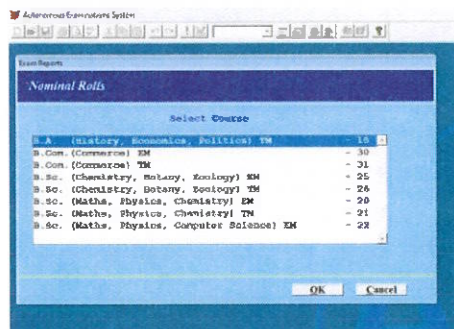 Autonomous Examinations System
Exam Reports
Nominal Rolls
Select Course
B.A. (History, Economics, Politics) TM - 15
B.Com.(Commerce) EM - 30
B.Com.(Commerce) TM - 31
B.Sc. (Chemistry, Botany, Zoology) EM - 25
B.Sc. (Chemistry, Botany, Zoology) TM - 26
B.Sc. (Maths, Physics, Chemistry) EM - 20
B.Sc. (Maths, Physics, Chemistry) TM - 21
B.Sc. (Maths, Physics, Computer Science) EM - 22
OK Cancel